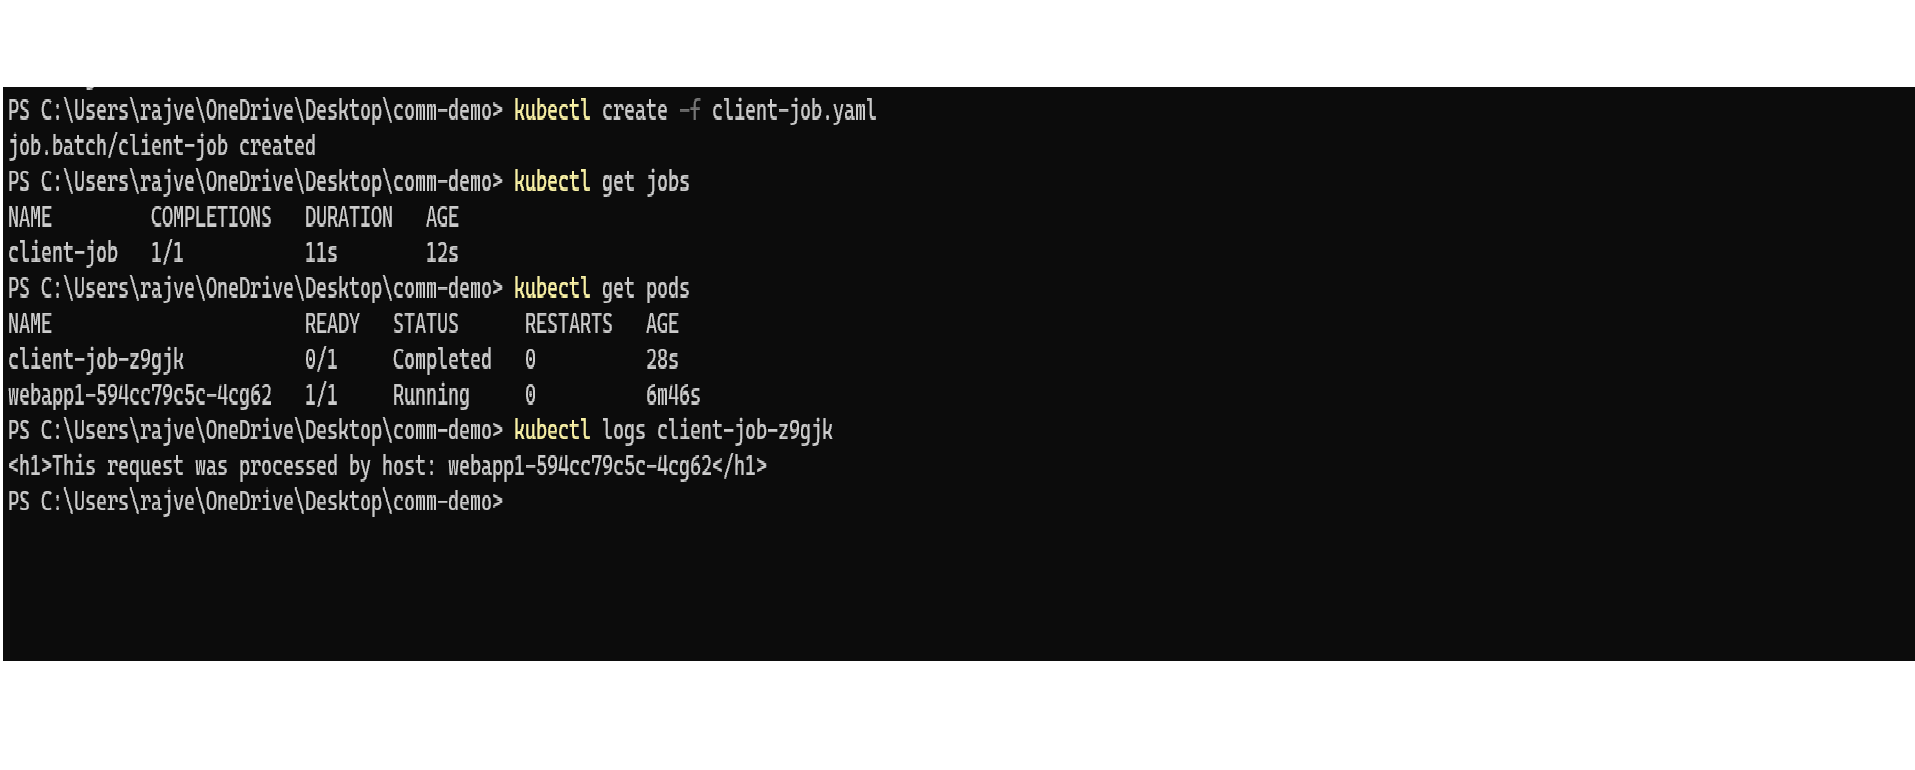 PS C:\Users\rajve\OneDrive\Desktop\comm-demo> kubectl create -f client-job.yaml
job.batch/client-job created
PS C:\Users\rajve\OneDrive\Desktop\comm-demo> kubectl get jobs
NAME         COMPLETIONS   DURATION   AGE
client-job   1/1           11s        12s
PS C:\Users\rajve\OneDrive\Desktop\comm-demo> kubectl get pods
NAME                       READY   STATUS      RESTARTS   AGE
client-job-z9gjk           0/1     Completed   0          28s
webapp1-594cc79c5c-4cg62   1/1     Running     0          6m46s
PS C:\Users\rajve\OneDrive\Desktop\comm-demo> kubectl logs client-job-z9gjk
<h1>This request was processed by host: webapp1-594cc79c5c-4cg62</h1>
PS C:\Users\rajve\OneDrive\Desktop\comm-demo>